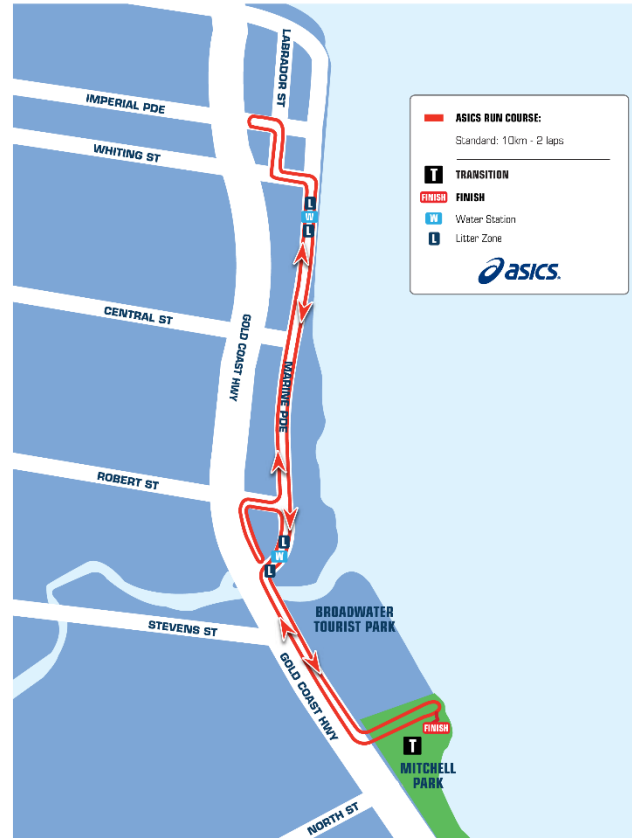 LABRADOR ST
IMPERIAL PDE
WHITING ST
L
W
L
CENTRAL ST
GOLD COAST HWY
MARINE PDE
ROBERT ST
L
W
L
BROADWATER
TOURIST PARK
STEVENS ST
GOLD COAST HWY
FINISH
T
MITCHELL
PARK
NORTH ST
ASICS RUN COURSE:
Standard: 10km - 2 laps
T TRANSITION
FINISH FINISH
W Water Station
L Litter Zone
asics.